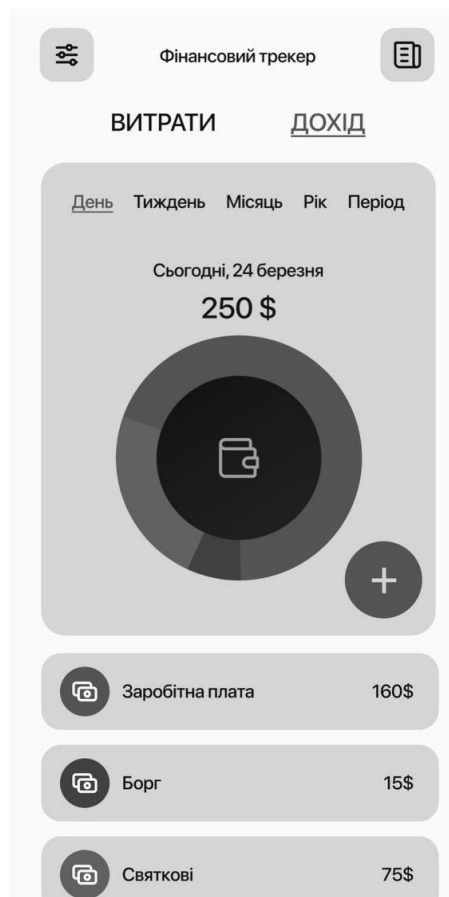 Фінансовий трекер
ВИТРАТИ ДОХІД
День Тиждень Місяць Рік Період
Сьогодні, 24 березня
250 $
Заробітна плата 160$
Борг 15$
Святкові 75$